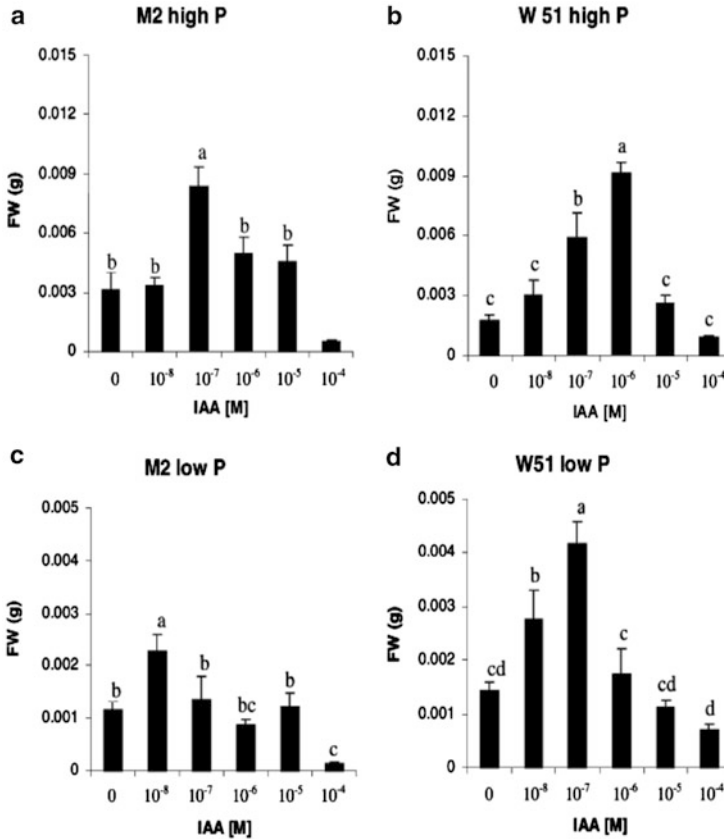 a M2 high P
0.015
0.012
0.009
0.006
0.003
0
FW (g)
b b a b b
0 10⁻⁸ 10⁻⁷ 10⁻⁶ 10⁻⁵ 10⁻⁴
IAA [M]
b W 51 high P
0.015
0.012
0.009
0.006
0.003
0
FW (g)
c c b a c c
0 10⁻⁸ 10⁻⁷ 10⁻⁶ 10⁻⁵ 10⁻⁴
IAA [M]
c M2 low P
0.005
0.004
0.003
0.002
0.001
0
FW (g)
b a b bc b c
0 10⁻⁸ 10⁻⁷ 10⁻⁶ 10⁻⁵ 10⁻⁴
IAA [M]
d W51 low P
0.005
0.004
0.003
0.002
0.001
0
FW (g)
cd b a c cd d
0 10⁻⁸ 10⁻⁷ 10⁻⁶ 10⁻⁵ 10⁻⁴
IAA [M]